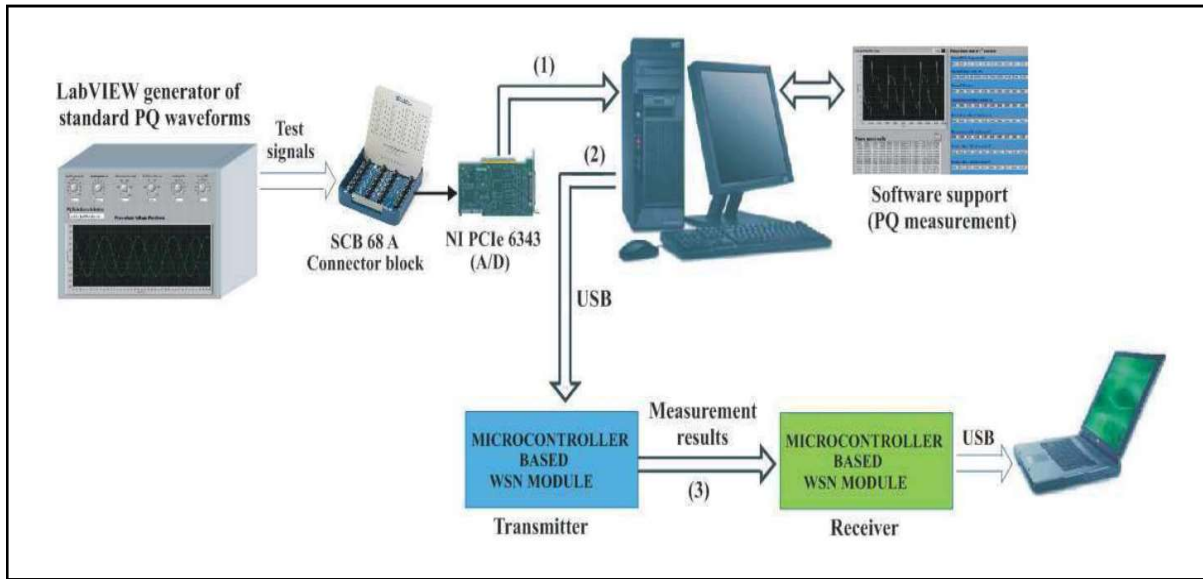 LabVIEW generator of
standard PQ waveforms
Test
signals
SCB 68 A
Connector block
NI PCIe 6343
(A/D)
(1)
(2)
Software support
(PQ measurement)
USB
MICROCONTROLLER
BASED
WSN MODULE
Transmitter
Measurement
results
(3)
MICROCONTROLLER
BASED
WSN MODULE
Receiver
USB